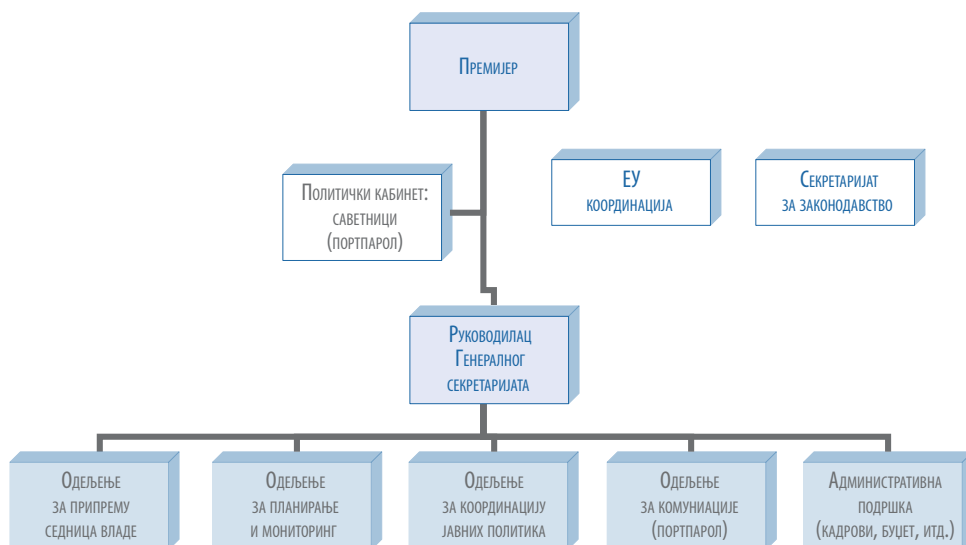 Премијер
Политички кабинет:
саветници
(портпарол)
ЕУ
координација
Секретаријат
за законодавство
Руководилац
Генералног
секретаријата
Одељење
за припрему
седница владе
Одељење
за планирање
и мониторинг
Одељење
за координацију
јавних политика
Одељење
за комуниације
(портпарол)
Административна
подршка
(кадрови, буџет, итд.)